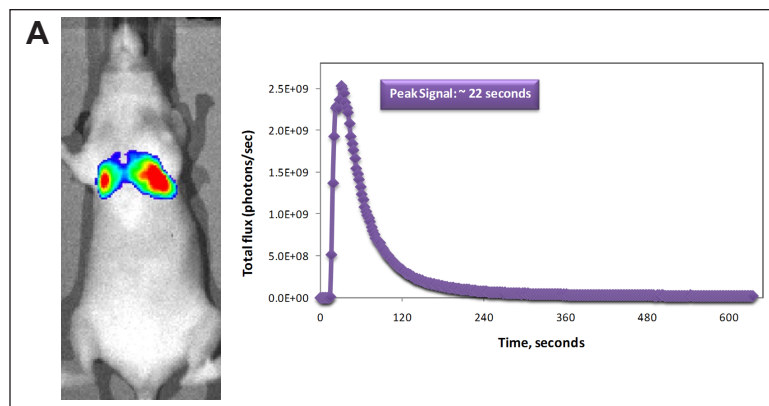 A
Peak Signal: ~ 22 seconds
Total flux (photons/sec)
2.5E+09
2.0E+09
1.5E+09
1.0E+09
5.0E+08
0.0E+00
0 120 240 360 480 600
Time, seconds